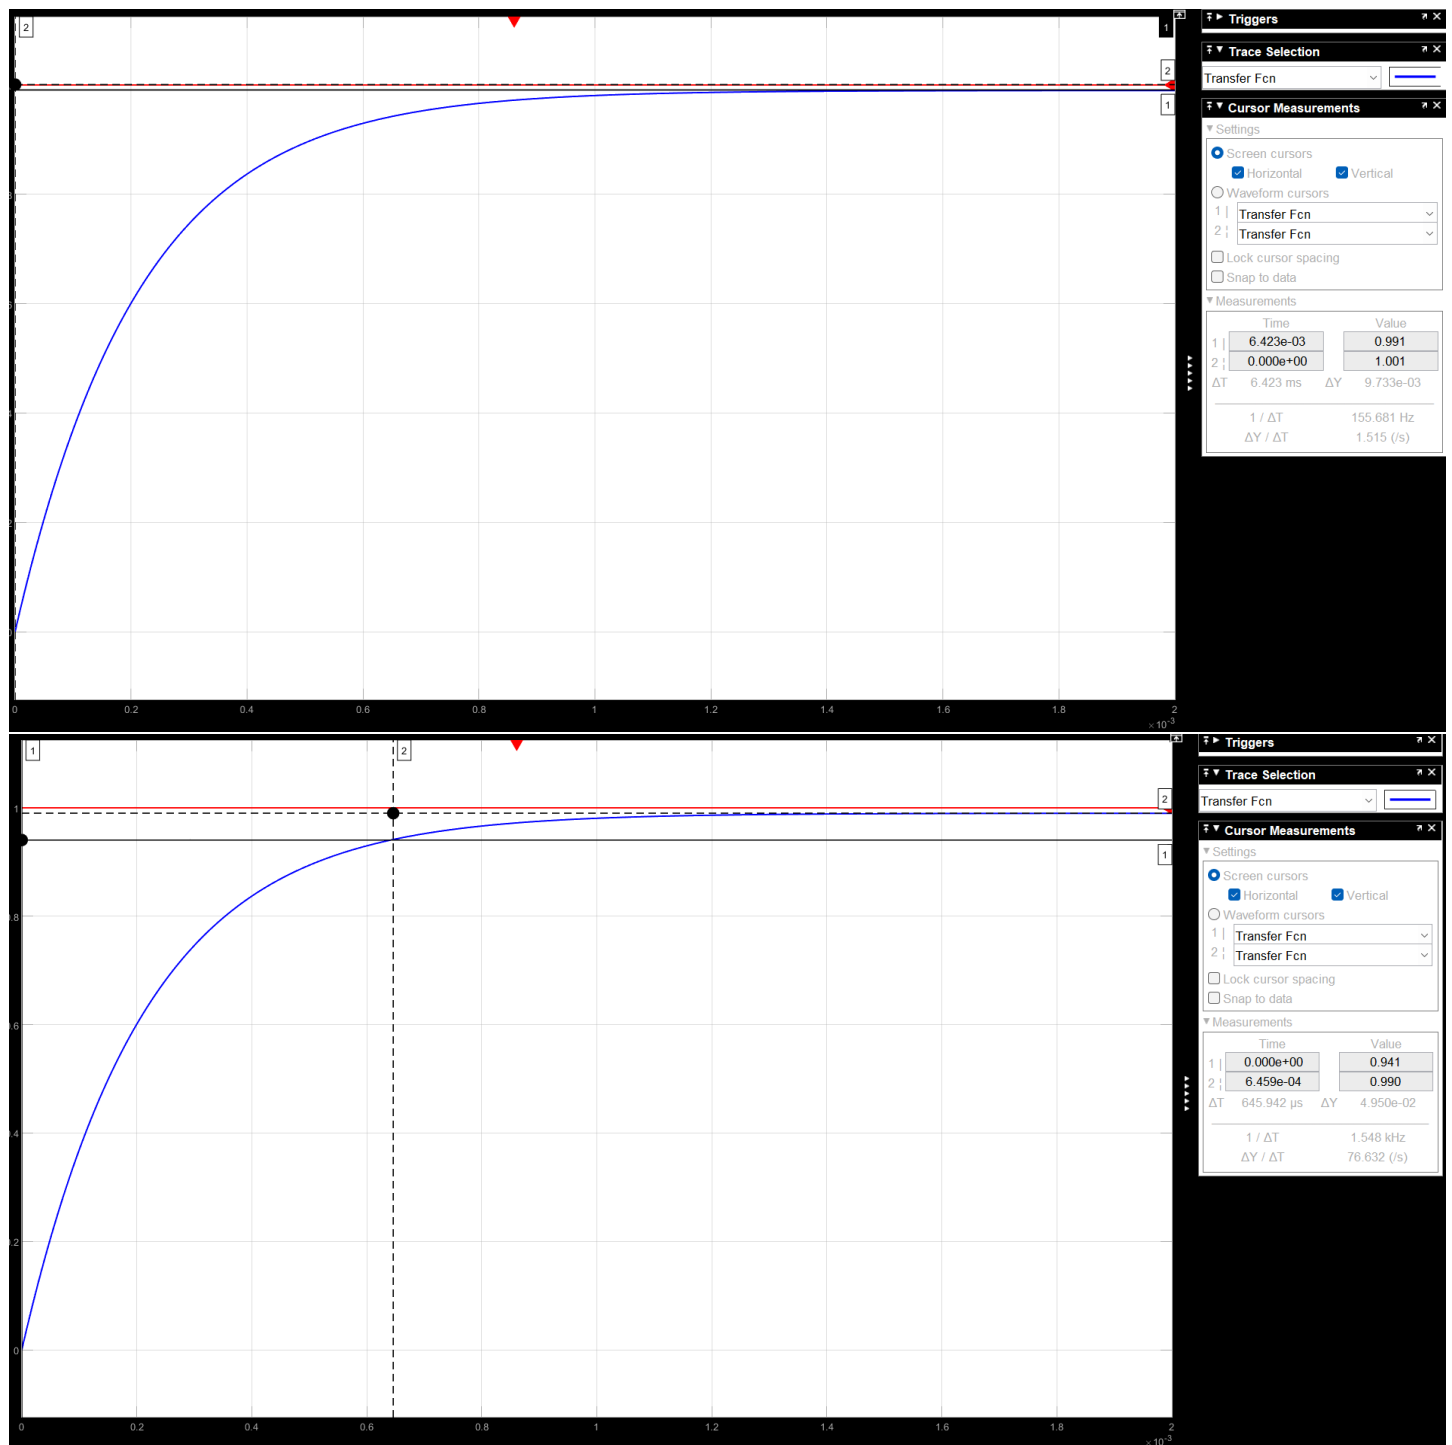 2
1
Triggers
Trace Selection
Transfer Fcn
2
1
Cursor Measurements
Settings
Screen cursors
Horizontal Vertical
Waveform cursors
1 | Transfer Fcn
2 ¦ Transfer Fcn
Lock cursor spacing
Snap to data
Measurements
Time Value
1 | 6.423e-03 0.991
2 ¦ 0.000e+00 1.001
ΔT 6.423 ms ΔY 9.733e-03
1 / ΔT 155.681 Hz
ΔY / ΔT 1.515 (/s)
0
0 0.2 0.4 0.6 0.8 1 1.2 1.4 1.6 1.8 2
×10-3
1 2
Triggers
Trace Selection
Transfer Fcn
2
1
1
Cursor Measurements
Settings
Screen cursors
Horizontal Vertical
Waveform cursors
1 | Transfer Fcn
2 ¦ Transfer Fcn
Lock cursor spacing
Snap to data
Measurements
Time Value
1 | 0.000e+00 0.941
2 ¦ 6.459e-04 0.990
ΔT 645.942 µs ΔY 4.950e-02
1 / ΔT 1.548 kHz
ΔY / ΔT 76.632 (/s)
.8
.6
.4
.2
0
0 0.2 0.4 0.6 0.8 1 1.2 1.4 1.6 1.8 2
×10-3